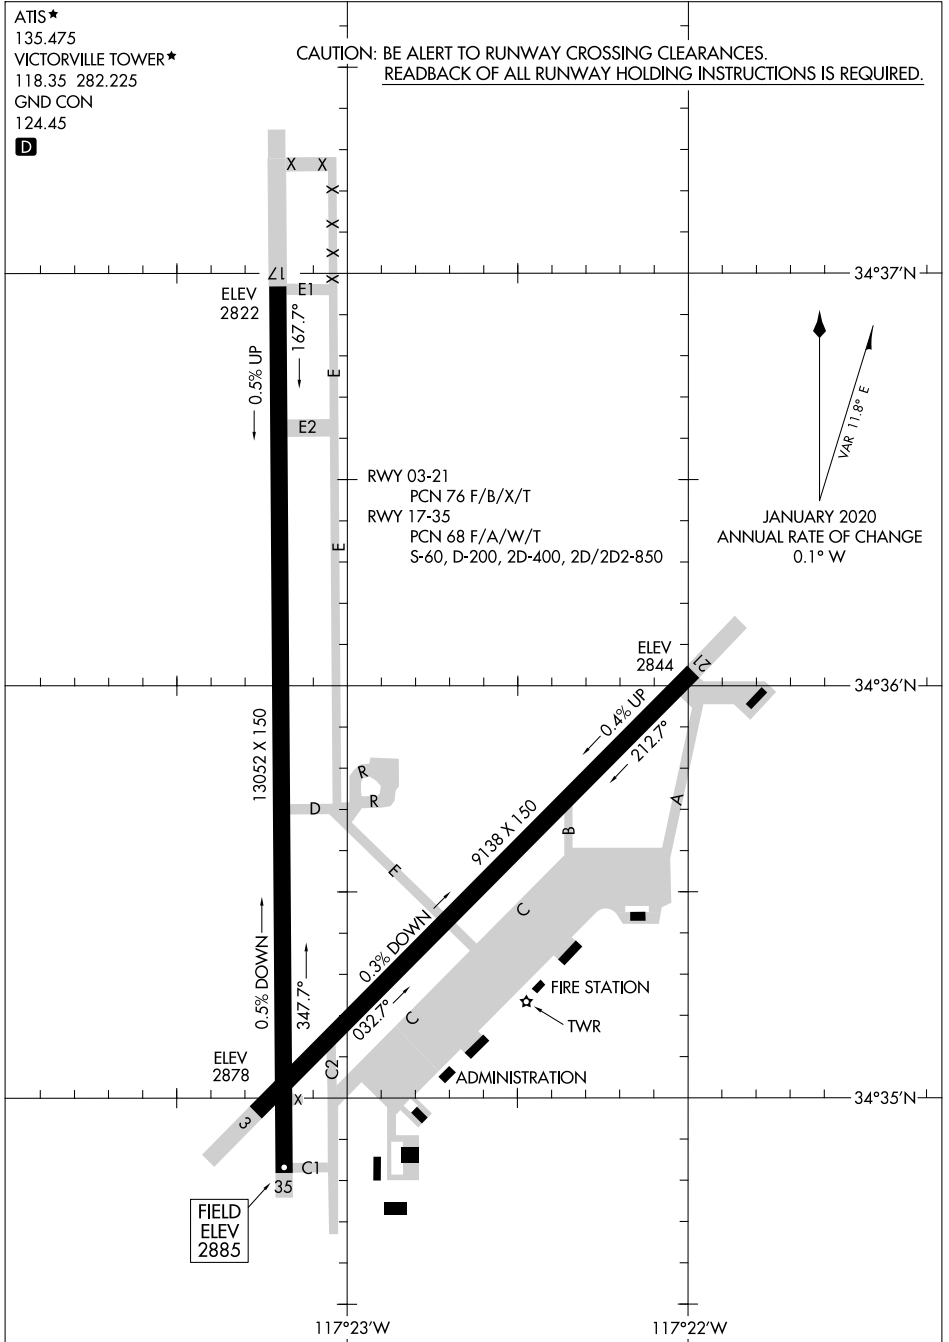 ATIS★
135.475
VICTORVILLE TOWER★
118.35 282.225
GND CON
124.45
D
CAUTION: BE ALERT TO RUNWAY CROSSING CLEARANCES.
READBACK OF ALL RUNWAY HOLDING INSTRUCTIONS IS REQUIRED.
X X
X
X
X
X
17
34°37'N
E1
ELEV
2822
167.7°
0.5% UP
E
E2
VAR 11.8° E
RWY 03-21
PCN 76 F/B/X/T
RWY 17-35
PCN 68 F/A/W/T
S-60, D-200, 2D-400, 2D/2D2-850
JANUARY 2020
ANNUAL RATE OF CHANGE
0.1° W
E
ELEV
2844
21
34°36'N
0.4% UP
212.7°
13052 X 150
R
R
D
A
B
9138 X 150
E
C
0.5% DOWN
347.7°
0.3% DOWN
032.7°
C
FIRE STATION
TWR
ELEV
2878
C2
ADMINISTRATION
X
34°35'N
3
C1
35
FIELD
ELEV
2885
117°23'W
117°22'W